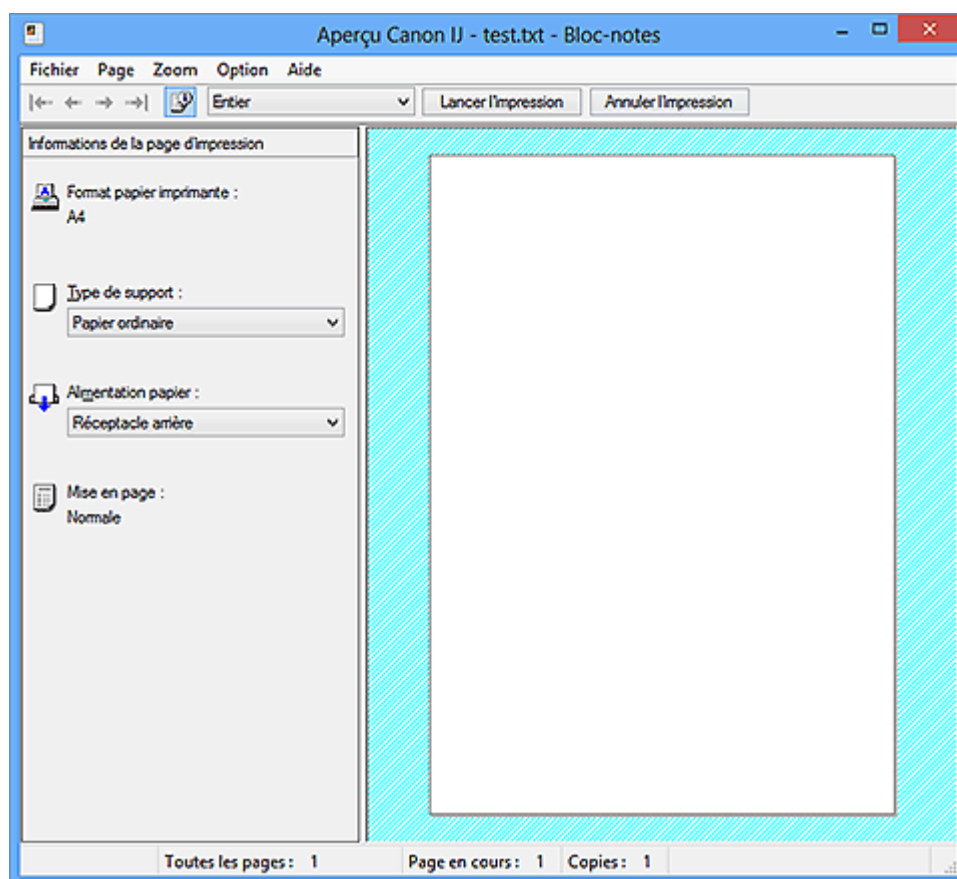 Aperçu Canon IJ - test.txt - Bloc-notes
Fichier Page Zoom Option Aide
Entier Lancer l'impression Annuler l'impression
Informations de la page d'impression
Format papier imprimante :
A4
Type de support :
Papier ordinaire
Alimentation papier :
Réceptacle arrière
Mise en page :
Normale
Toutes les pages : 1 Page en cours : 1 Copies : 1